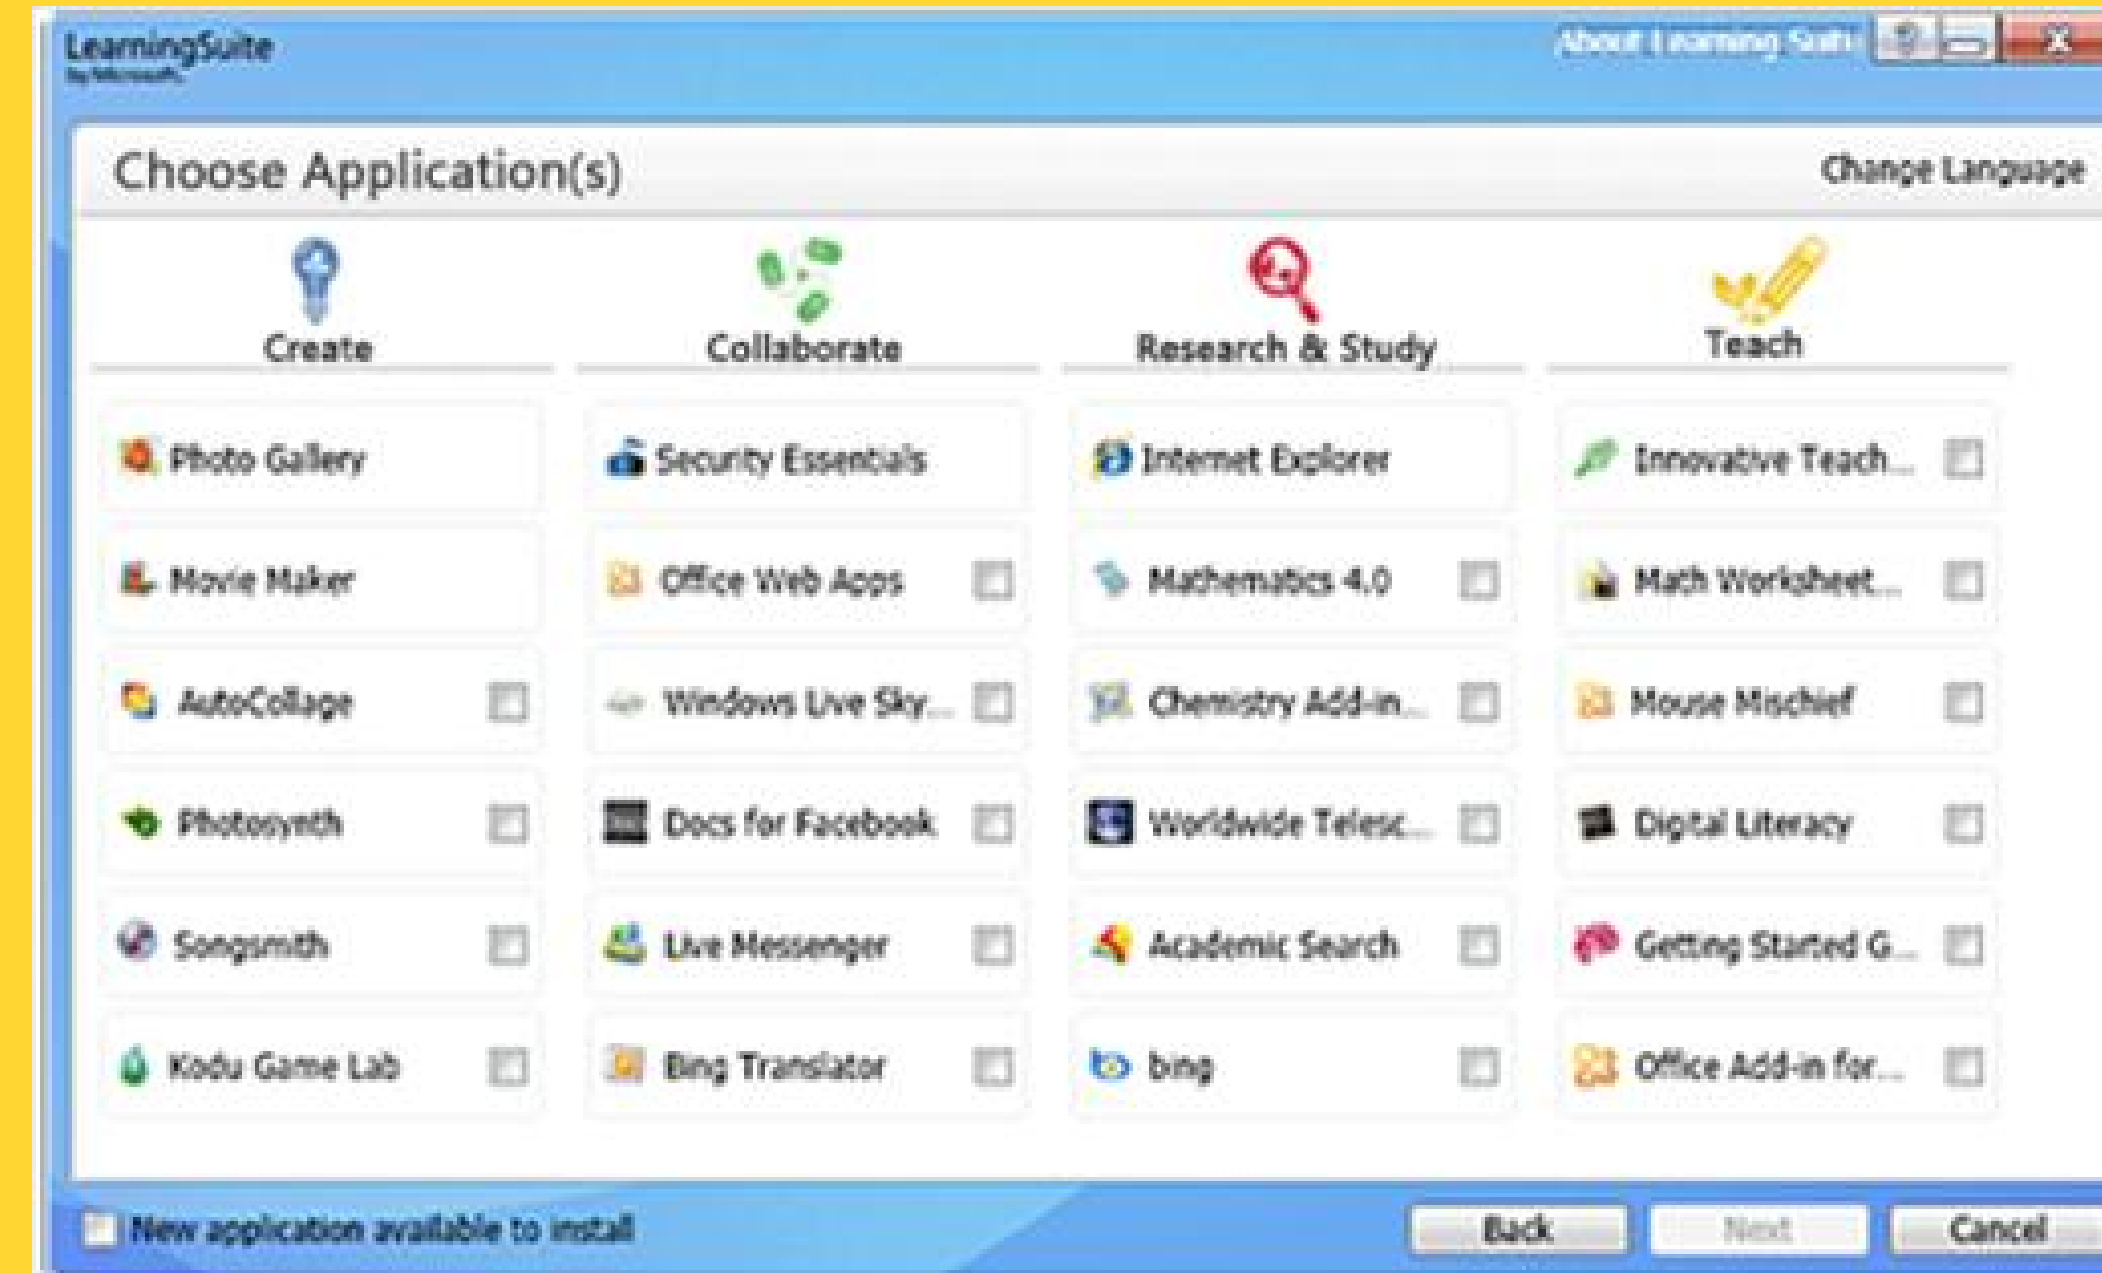 LearningSuite
by Microsoft
About Learning Suite
Choose Application(s)
Change Language
Create
Collaborate
Research & Study
Teach
Photo Gallery
Security Essentials
Internet Explorer
Innovative Teach...
Movie Maker
Office Web Apps
Mathematics 4.0
Math Worksheet...
AutoCollage
Windows Live Sky...
Chemistry Add-in...
Mouse Mischief
Photosynth
Docs for Facebook
Worldwide Telesc...
Digital Literacy
Songsmith
Live Messenger
Academic Search
Getting Started G...
Kodu Game Lab
Bing Translator
bing
Office Add-in for...
New application available to install
Back
Next
Cancel